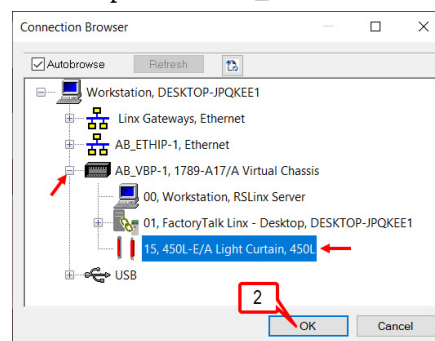 Connection Browser
Autobrowse Refresh
Workstation, DESKTOP-JPQKEE1
Linx Gateways, Ethernet
AB_ETHIP-1, Ethernet
AB_VBP-1, 1789-A17/A Virtual Chassis
00, Workstation, RSLinx Server
01, FactoryTalk Linx - Desktop, DESKTOP-JPQKEE1
15, 450L-E/A Light Curtain, 450L
USB
2
OK Cancel